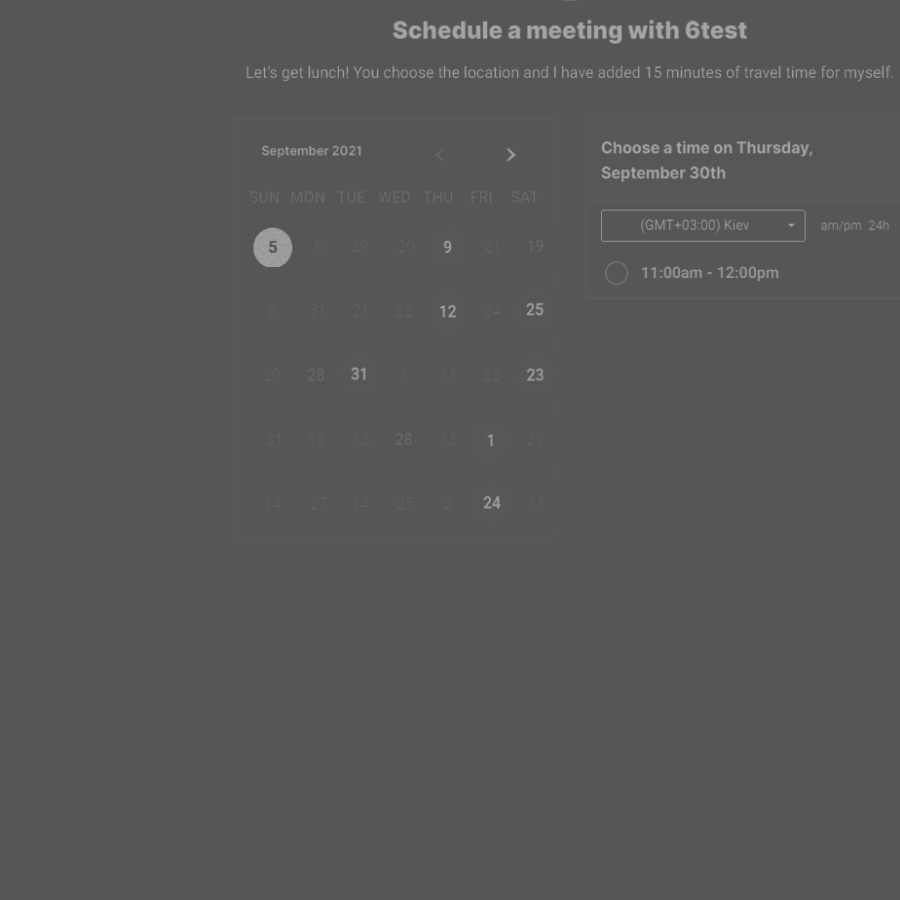 Schedule a meeting with 6test
Let's get lunch! You choose the location and I have added 15 minutes of travel time for myself.
September 2021
SUN MON TUE WED THU FRI SAT
5 6 29 20 9 21 19
8 31 21 22 12 24 25
29 28 31 1 18 22 23
31 15 18 28 18 1 29
14 27 14 25 2 24 18
Choose a time on Thursday,
September 30th
(GMT+03:00) Kiev am/pm 24h
11:00am - 12:00pm